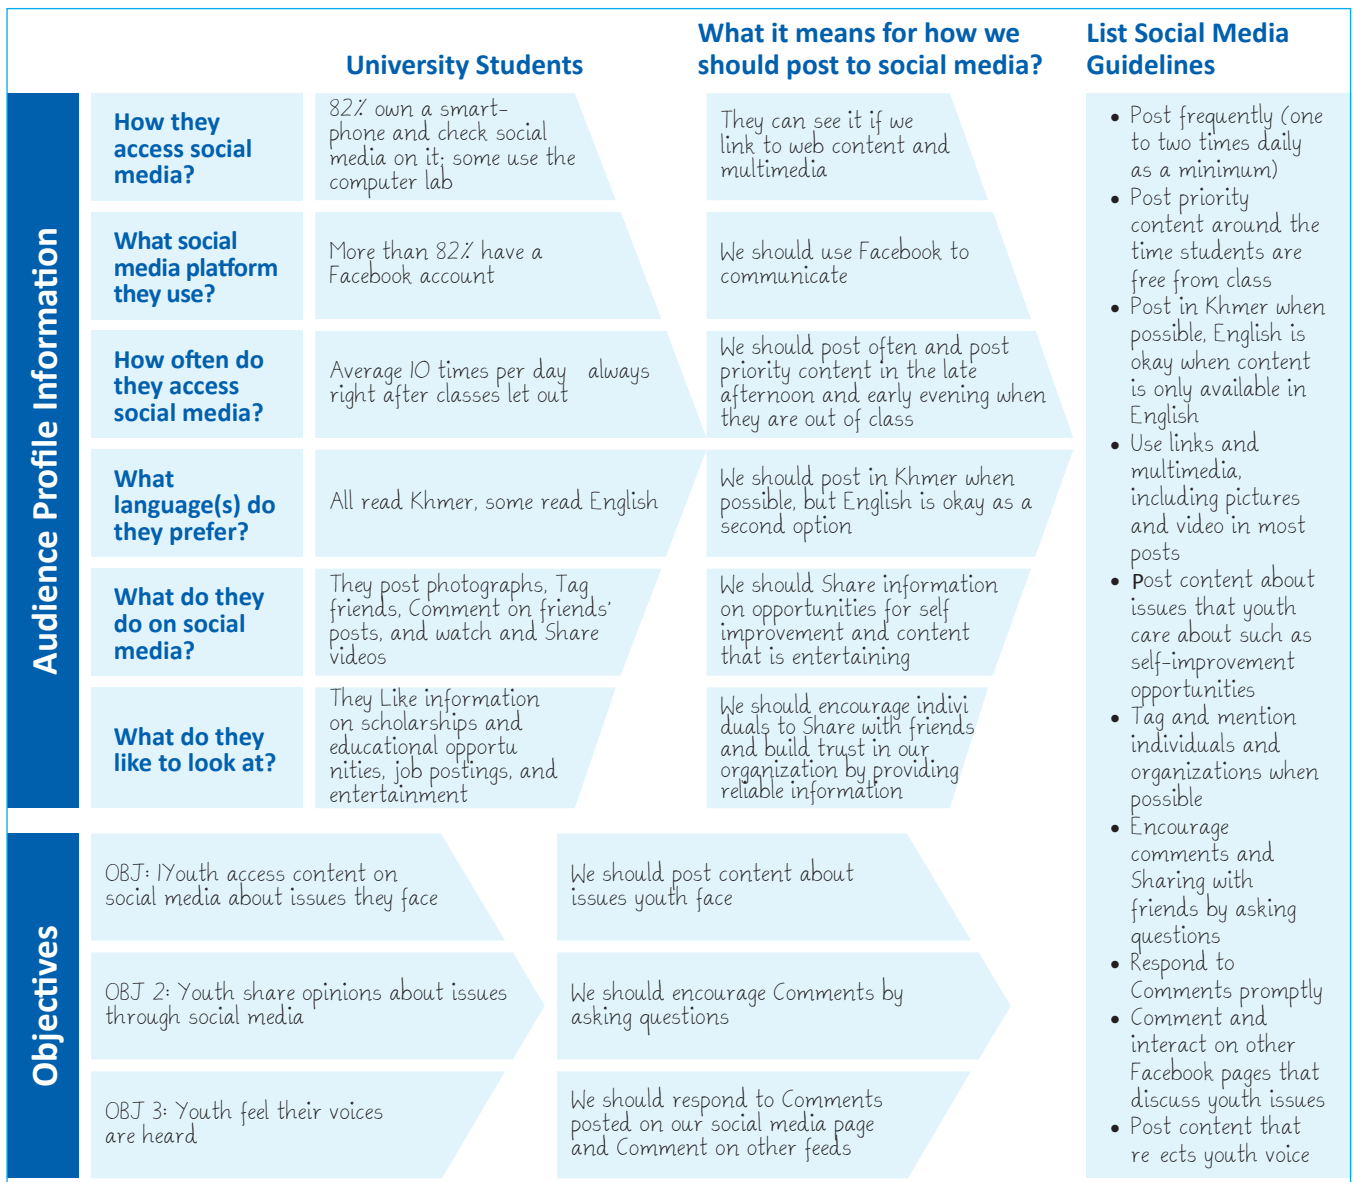 University Students
What it means for how we
should post to social media?
List Social Media
Guidelines
Audience Profile Information
How they
access social
media?
82% own a smart-
phone and check social
media on it; some use the
computer lab
They can see it if we
link to web content and
multimedia
What social
media platform
they use?
More than 82% have a
Facebook account
We should use Facebook to
communicate
How often do
they access
social media?
Average 10 times per day always
right after classes let out
We should post often and post
priority content in the late
afternoon and early evening when
they are out of class
What
language(s) do
they prefer?
All read Khmer, some read English
We should post in Khmer when
possible, but English is okay as a
second option
What do they
do on social
media?
They post photographs, Tag
friends, Comment on friends'
posts, and watch and Share
videos
We should Share information
on opportunities for self
improvement and content
that is entertaining
What do they
like to look at?
They Like information
on scholarships and
educational opportu
nities, job postings, and
entertainment
We should encourage indivi
duals to Share with friends
and build trust in our
organization by providing
reliable information
Objectives
OBJ: 1Youth access content on
social media about issues they face
We should post content about
issues youth face
OBJ 2: Youth share opinions about issues
through social media
We should encourage Comments by
asking questions
OBJ 3: Youth feel their voices
are heard
We should respond to Comments
posted on our social media page
and Comment on other feeds
• Post frequently (one
to two times daily
as a minimum)
• Post priority
content around the
time students are
free from class
• Post in Khmer when
possible, English is
okay when content
is only available in
English
• Use links and
multimedia,
including pictures
and video in most
posts
• Post content about
issues that youth
care about such as
self-improvement
opportunities
• Tag and mention
individuals and
organizations when
possible
• Encourage
comments and
Sharing with
friends by asking
questions
• Respond to
Comments promptly
• Comment and
interact on other
Facebook pages that
discuss youth issues
• Post content that
re ects youth voice